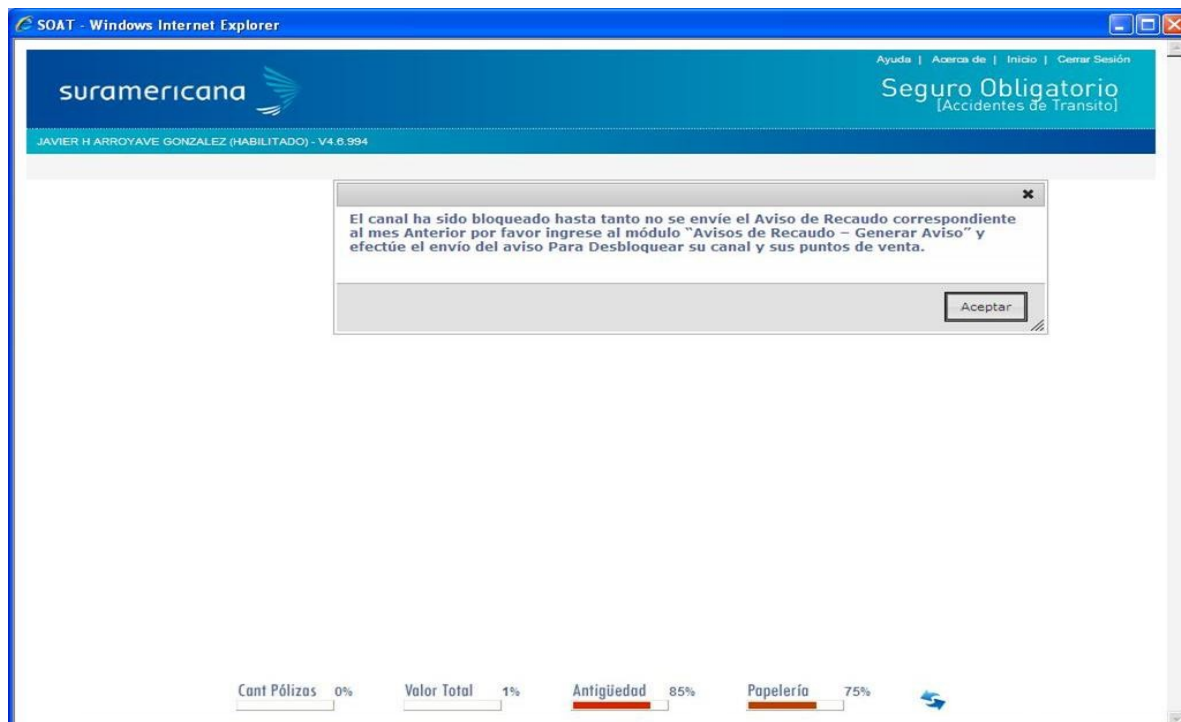 SOAT - Windows Internet Explorer
Ayuda | Acerca de | Inicio | Cerrar Sesión
suramericana
Seguro Obligatorio
[Accidentes de Transito]
JAVIER H ARROYAVE GONZALEZ (HABILITADO) - V4.6.994
El canal ha sido bloqueado hasta tanto no se envíe el Aviso de Recaudo correspondiente
al mes Anterior por favor ingrese al módulo “Avisos de Recaudo – Generar Aviso” y
efectúe el envío del aviso Para Desbloquear su canal y sus puntos de venta.
Aceptar
Cant Pólizas 0% Valor Total 1% Antigüedad 85% Papelería 75%